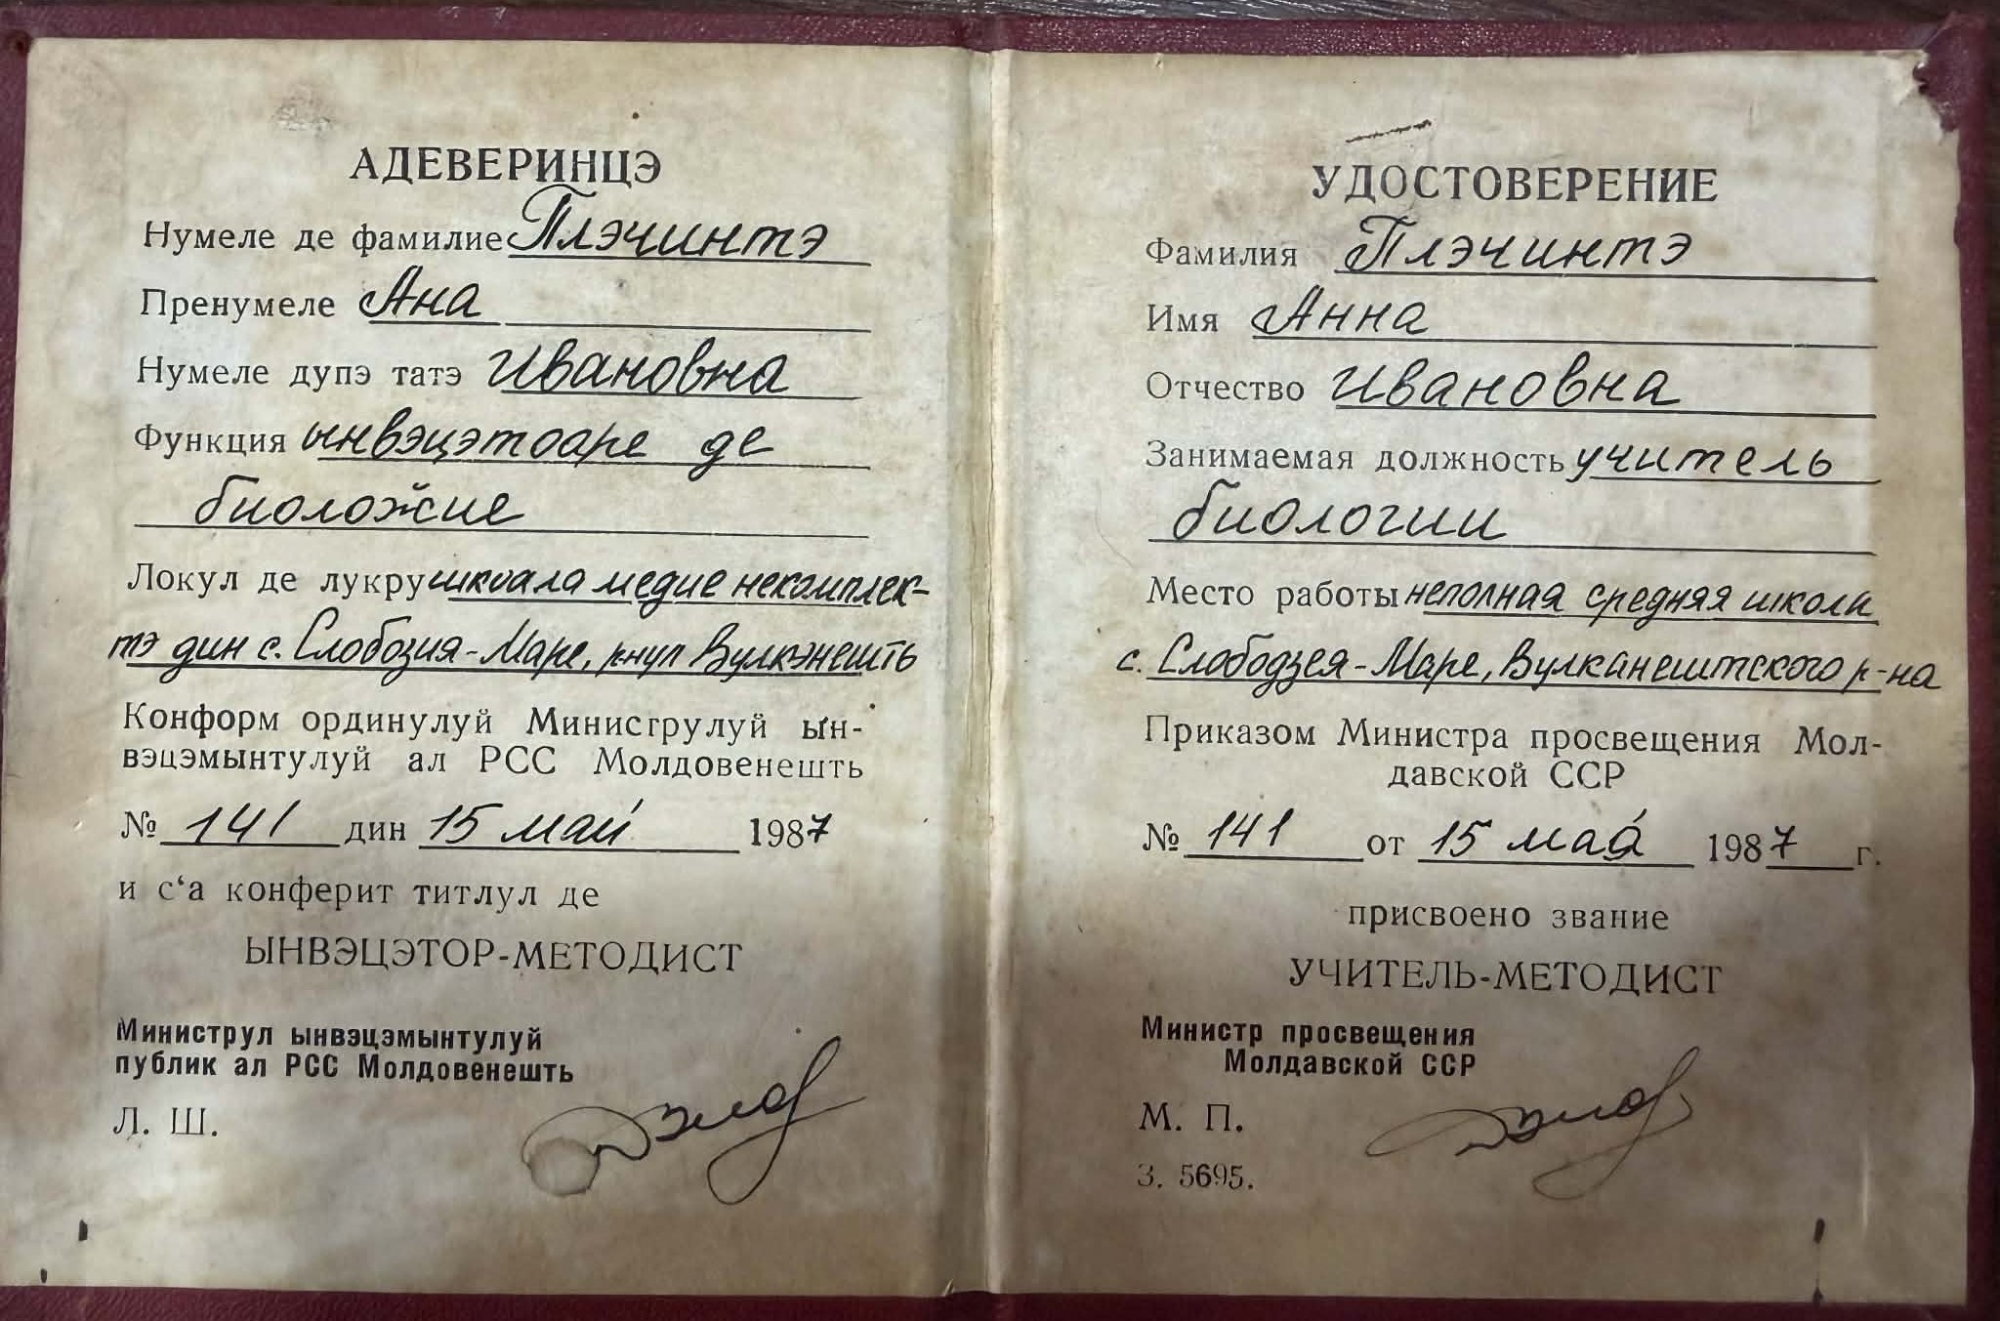 АДЕВЕРИНЦЭ
Нумеле де фамилие Плэчинтэ
Пренумеле Ана
Нумеле дупэ татэ Ивановна
Функция ынвэцэтоаре де
биоложие
Локул де лукру школа медие некомплек-
тэ дин с. Слобозия-Маре, р-нул Вулкэнешть
Конформ ординулуй Министрулуй ын-
вэцэмынтулуй ал РСС Молдовенешть
№ 141 дин 15 май 1987
и с‘а конферит титлул де
ЫНВЭЦЭТОР-МЕТОДИСТ
Министрул ынвэцэмынтулуй
публик ал РСС Молдовенешть
Л. Ш.
УДОСТОВЕРЕНИЕ
Фамилия Плэчинтэ
Имя Анна
Отчество Ивановна
Занимаемая должность учитель
биологии
Место работы неполная средняя школа
с. Слободзея-Маре, Вулканештского р-на
Приказом Министра просвещения Мол-
давской ССР
№ 141 от 15 мая 1987 г.
присвоено звание
УЧИТЕЛЬ-МЕТОДИСТ
Министр просвещения
Молдавской ССР
М. П.
З. 5695.